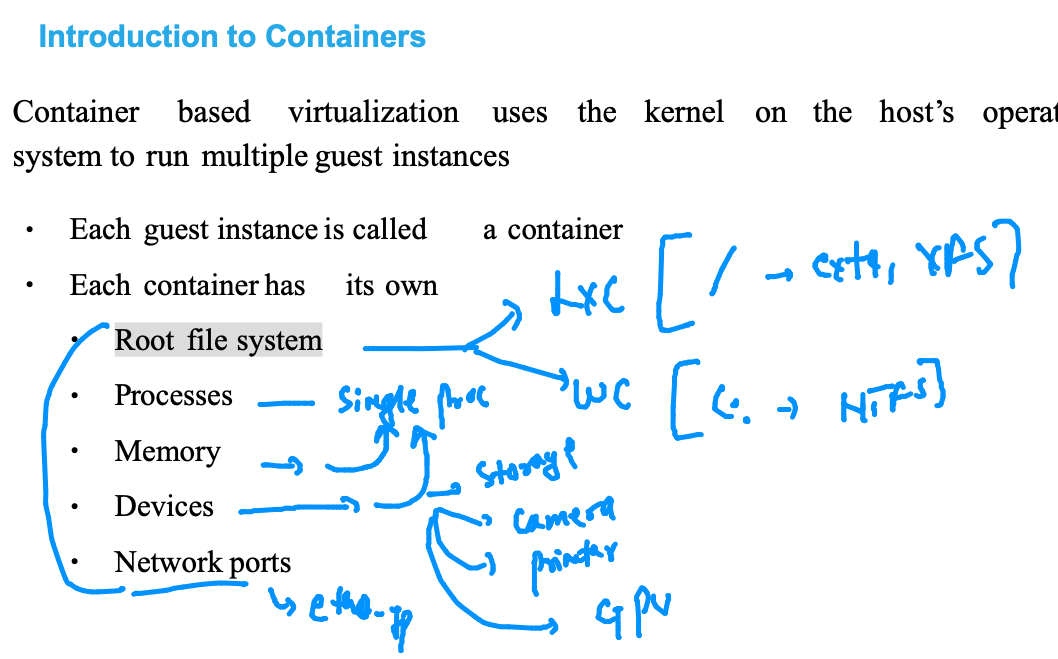 Introduction to Containers
Container based virtualization uses the kernel on the host's operat
system to run multiple guest instances
• Each guest instance is called a container
• Each container has its own
LXC [ / → ext4, XFS ]
• Root file system
• Processes — Single proc
WC [ C: → NTFS ]
• Memory
storage
• Devices
camera
• Network ports
printer
eth0-ip
GPU